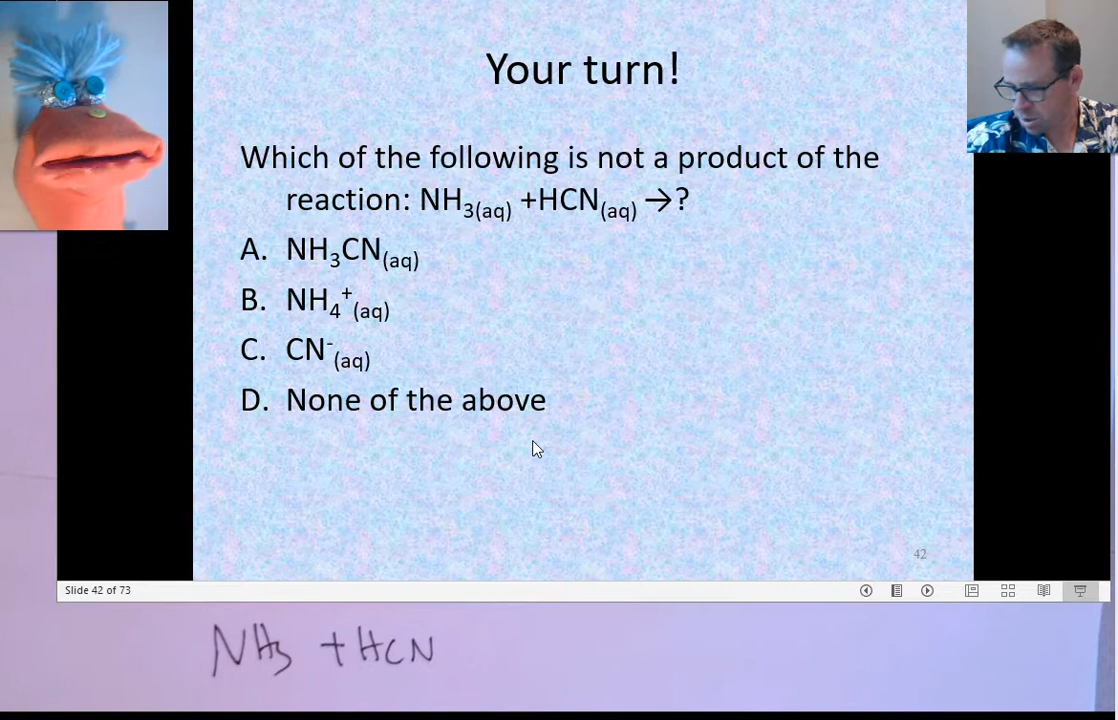 Your turn!
Which of the following is not a product of the
reaction: NH₃₍aq₎ +HCN₍aq₎ →?
A. NH₃CN₍aq₎
B. NH₄⁺₍aq₎
C. CN⁻₍aq₎
D. None of the above
42
Slide 42 of 73
NH₃ + HCN